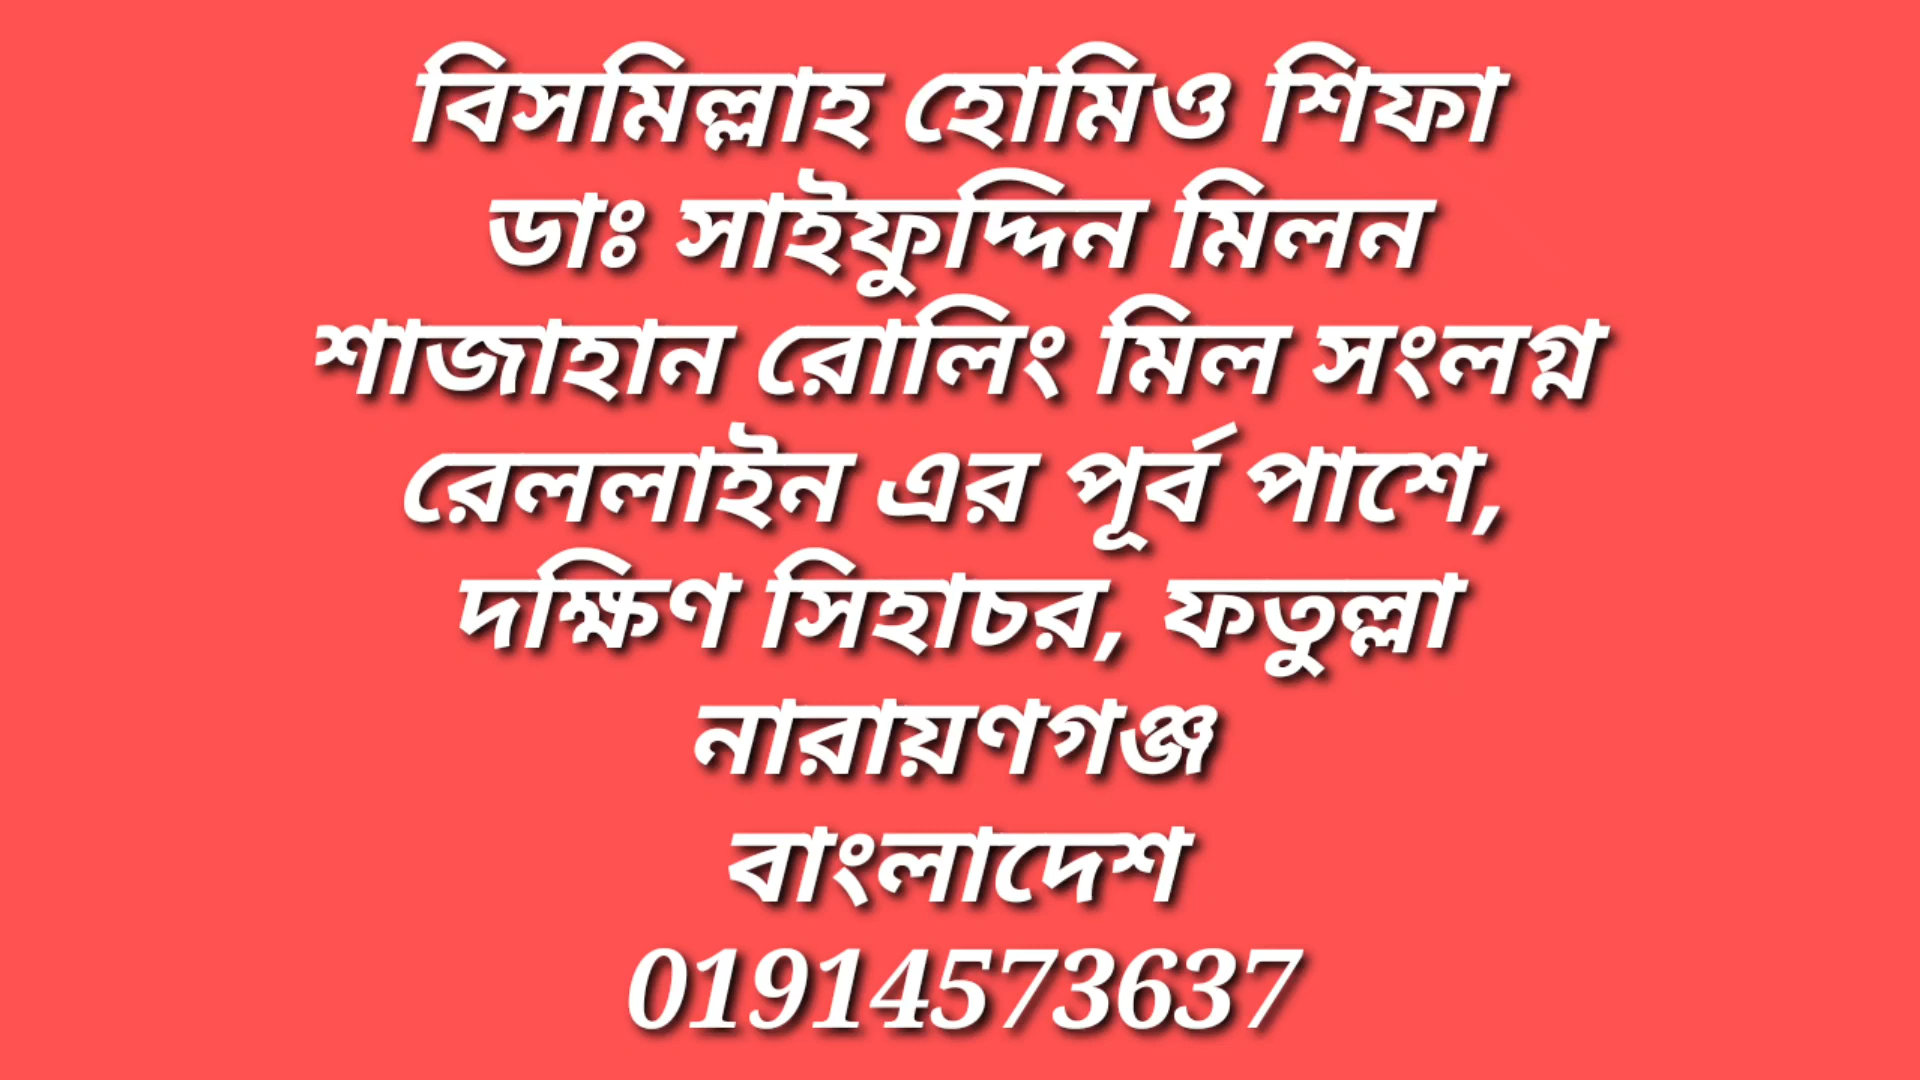 বিসমিল্লাহ হোমিও শিফা
ডাঃ সাইফুদ্দিন মিলন
শাজাহান রোলিং মিল সংলগ্ন
রেললাইন এর পূর্ব পাশে,
দক্ষিণ সিহাচর, ফতুল্লা
নারায়ণগঞ্জ
বাংলাদেশ
01914573637